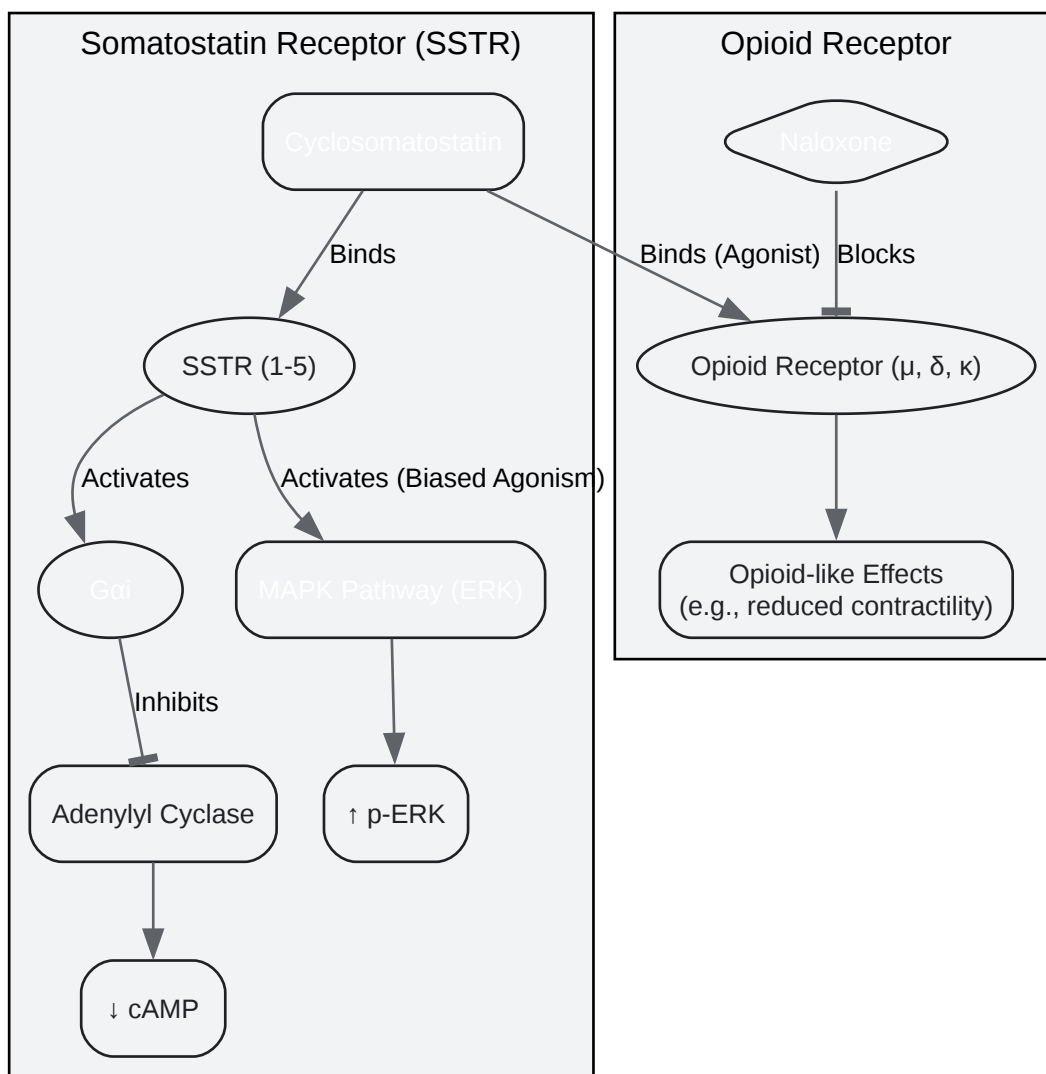 Somatostatin Receptor (SSTR)
Opioid Receptor
Cyclosomatostatin
Naloxone
Binds
Binds (Agonist)
Blocks
SSTR (1-5)
Opioid Receptor (μ, δ, κ)
Activates
Activates (Biased Agonism)
Gαi
MAPK Pathway (ERK)
Opioid-like Effects
(e.g., reduced contractility)
Inhibits
Adenylyl Cyclase
↑ p-ERK
↓ cAMP